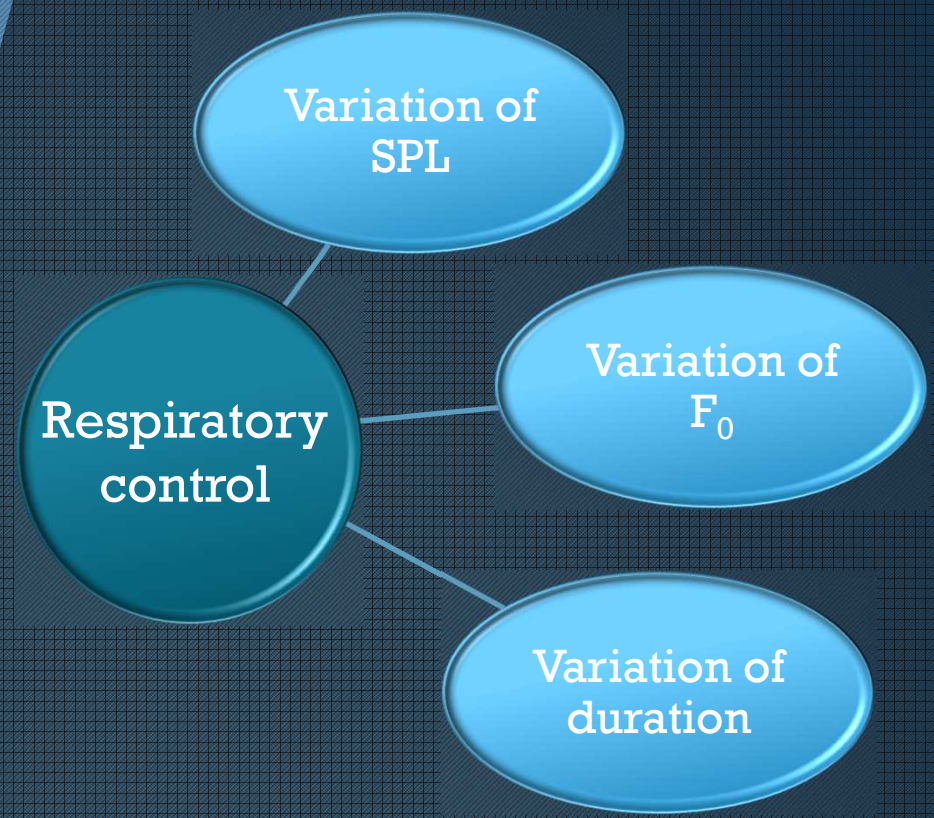 Variation of
SPL
Variation of
F₀
Respiratory
control
Variation of
duration